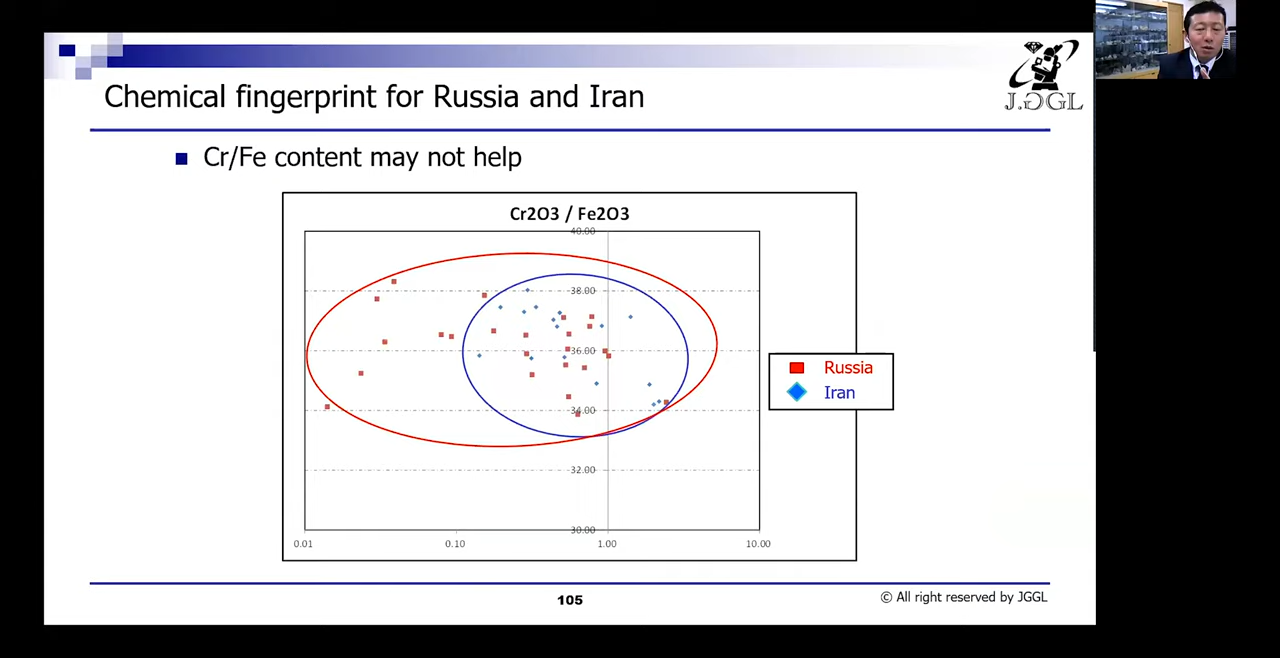 Chemical fingerprint for Russia and Iran
J.GGL
Cr/Fe content may not help
Cr2O3 / Fe2O3
40.00
38.00
36.00
34.00
32.00
30.00
0.01 0.10 1.00 10.00
Russia
Iran
105
© All right reserved by JGGL